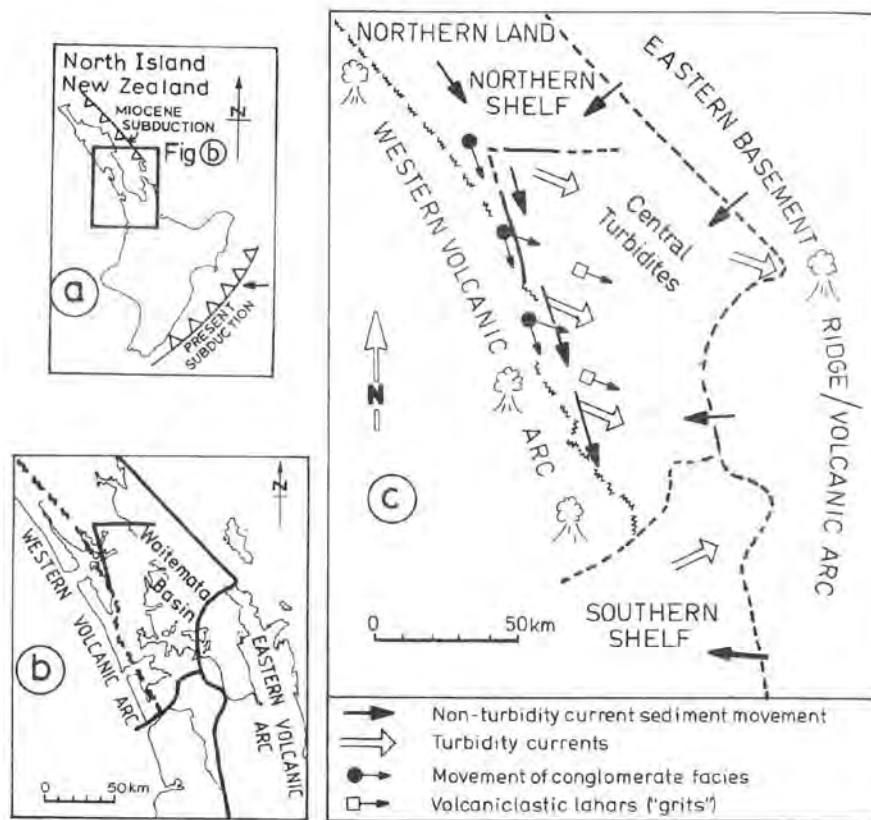 North Island
New Zealand
N
MIOCENE
SUBDUCTION
Fig b
a
PRESENT
SUBDUCTION
N
Waitemata
Basin
WESTERN
VOLCANIC
ARC
EASTERN VOLCANIC
ARC
b
0 50km
NORTHERN LAND
NORTHERN
SHELF
EASTERN BASEMENT
RIDGE/VOLCANIC ARC
WESTERN VOLCANIC
ARC
Central
Turbidites
N
c
0 50km
SOUTHERN
SHELF
Non-turbidity current sediment movement
Turbidity currents
Movement of conglomerate facies
Volcaniclastic lahars ("grits")